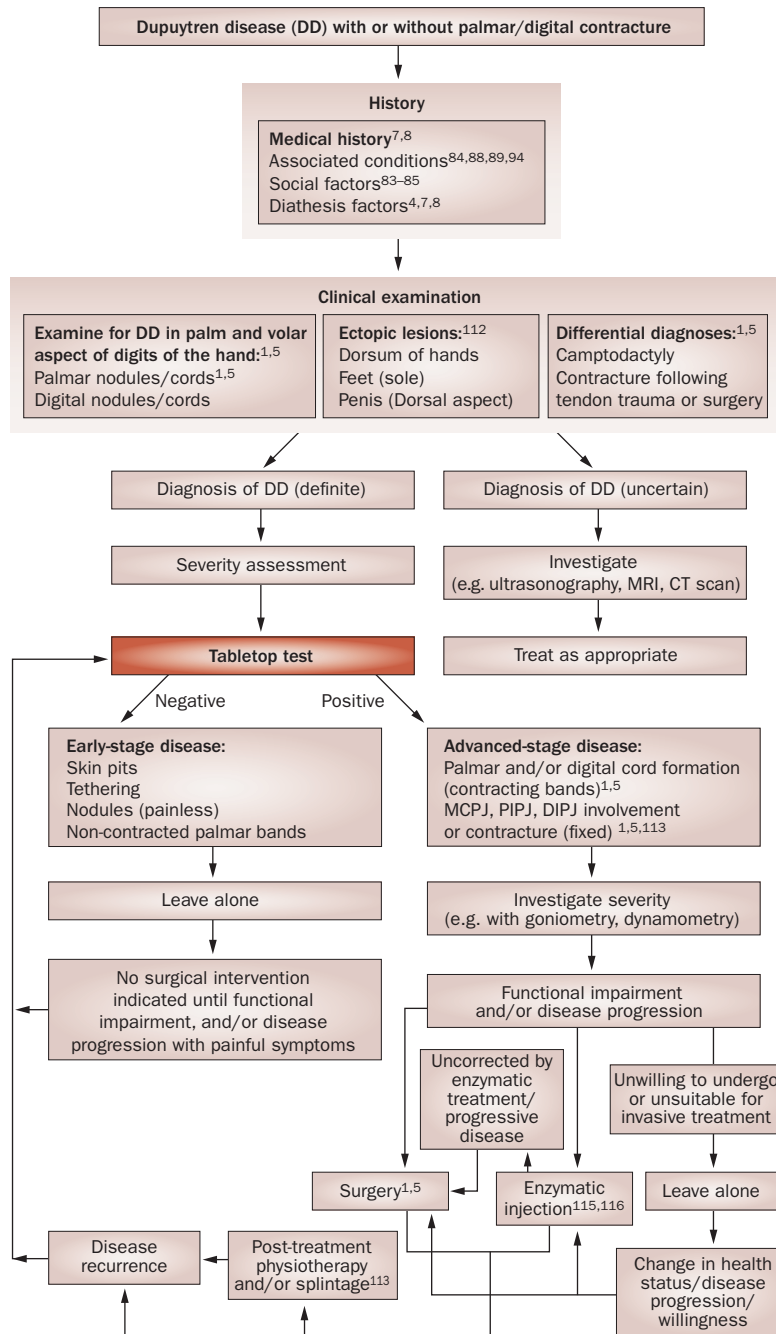 Dupuytren disease (DD) with or without palmar/digital contracture
History
Medical history7,8
Associated conditions84,88,89,94
Social factors83–85
Diathesis factors4,7,8
Clinical examination
Examine for DD in palm and volar
aspect of digits of the hand:1,5
Palmar nodules/cords1,5
Digital nodules/cords
Ectopic lesions:112
Dorsum of hands
Feet (sole)
Penis (Dorsal aspect)
Differential diagnoses:1,5
Camptodactyly
Contracture following
tendon trauma or surgery
Diagnosis of DD (definite)
Diagnosis of DD (uncertain)
Severity assessment
Investigate
(e.g. ultrasonography, MRI, CT scan)
Tabletop test
Treat as appropriate
Negative
Positive
Early-stage disease:
Skin pits
Tethering
Nodules (painless)
Non-contracted palmar bands
Advanced-stage disease:
Palmar and/or digital cord formation
(contracting bands)1,5
MCPJ, PIPJ, DIPJ involvement
or contracture (fixed) 1,5,113
Leave alone
Investigate severity
(e.g. with goniometry, dynamometry)
No surgical intervention
indicated until functional
impairment, and/or disease
progression with painful symptoms
Functional impairment
and/or disease progression
Uncorrected by
enzymatic
treatment/
progressive
disease
Unwilling to undergo
or unsuitable for
invasive treatment
Surgery1,5
Enzymatic
injection115,116
Leave alone
Disease
recurrence
Post-treatment
physiotherapy
and/or splintage113
Change in health
status/disease
progression/
willingness